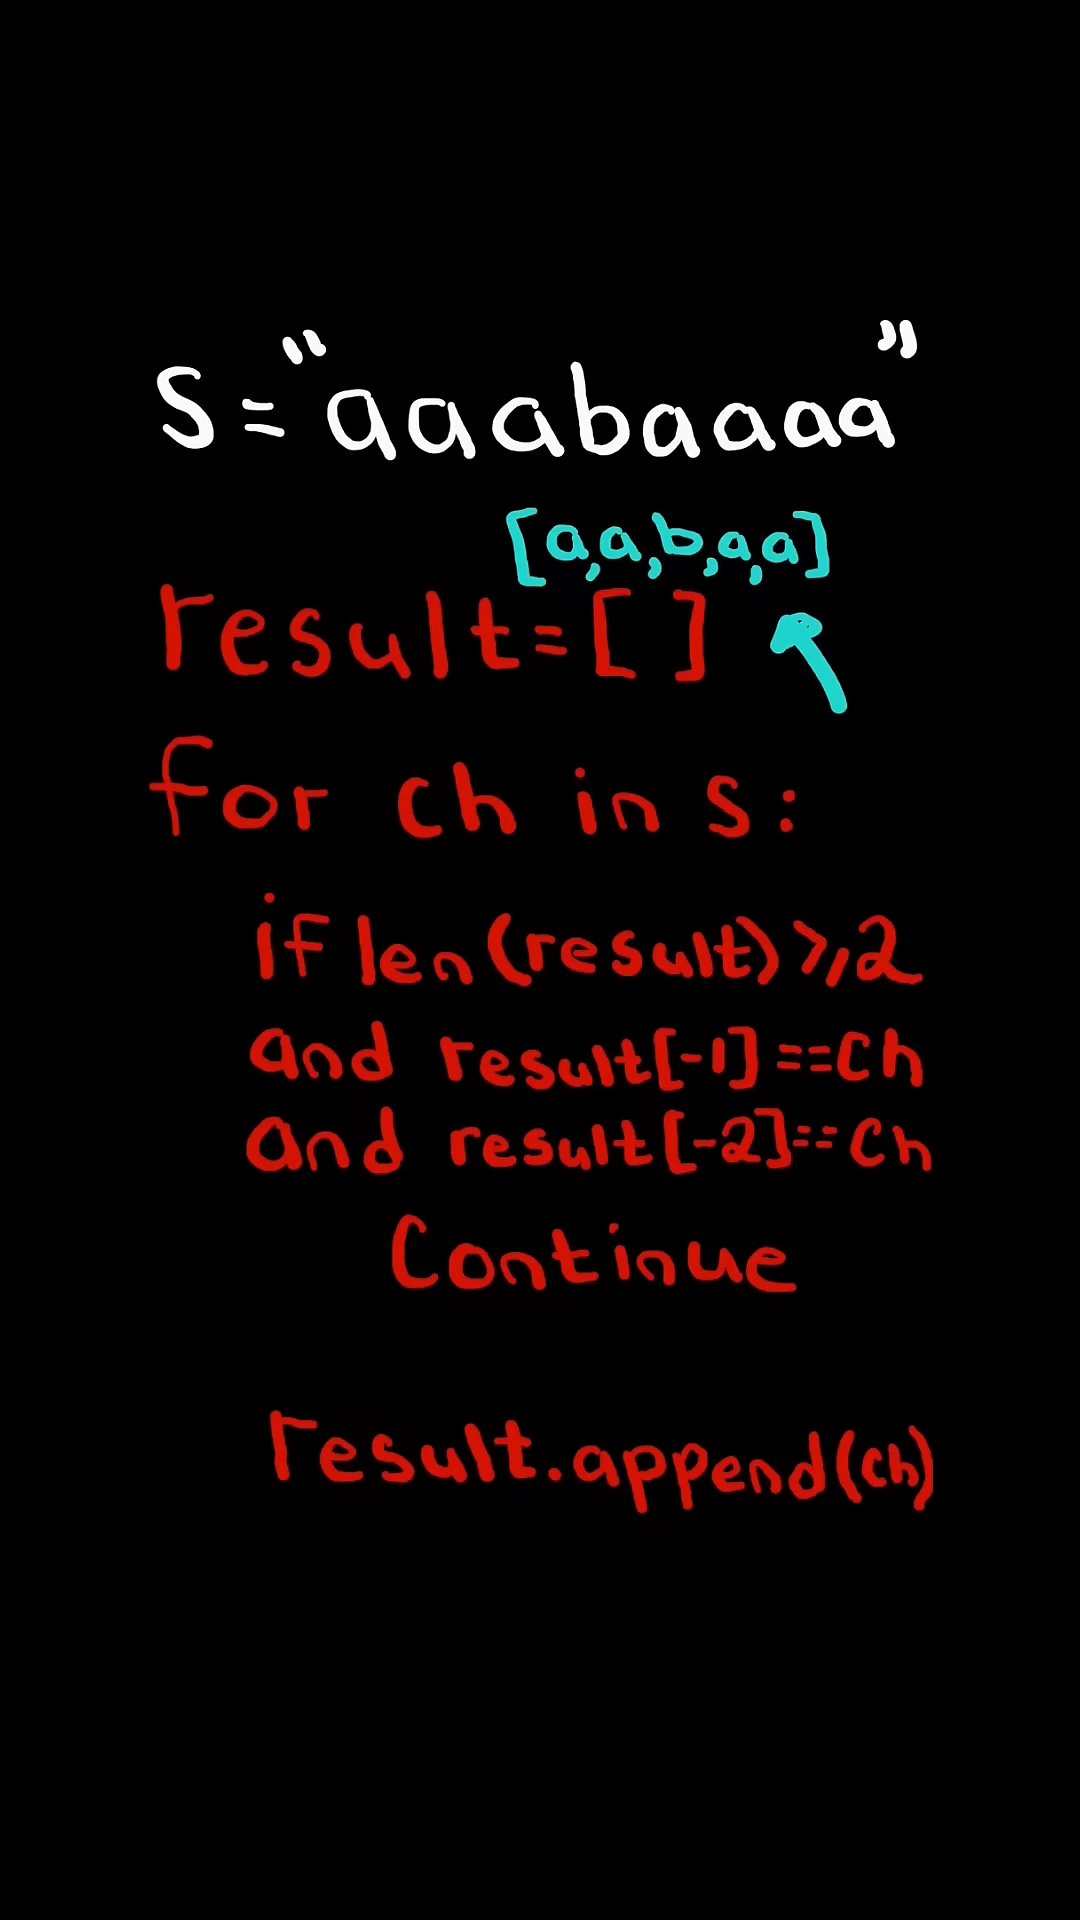 s="aaabaaaa"
[a,a,b,a,a]
result=[ ]
for ch in s:
if len(result)>,2
and result[-1]==ch
and result[-2]==ch
Continue
result.append(ch)